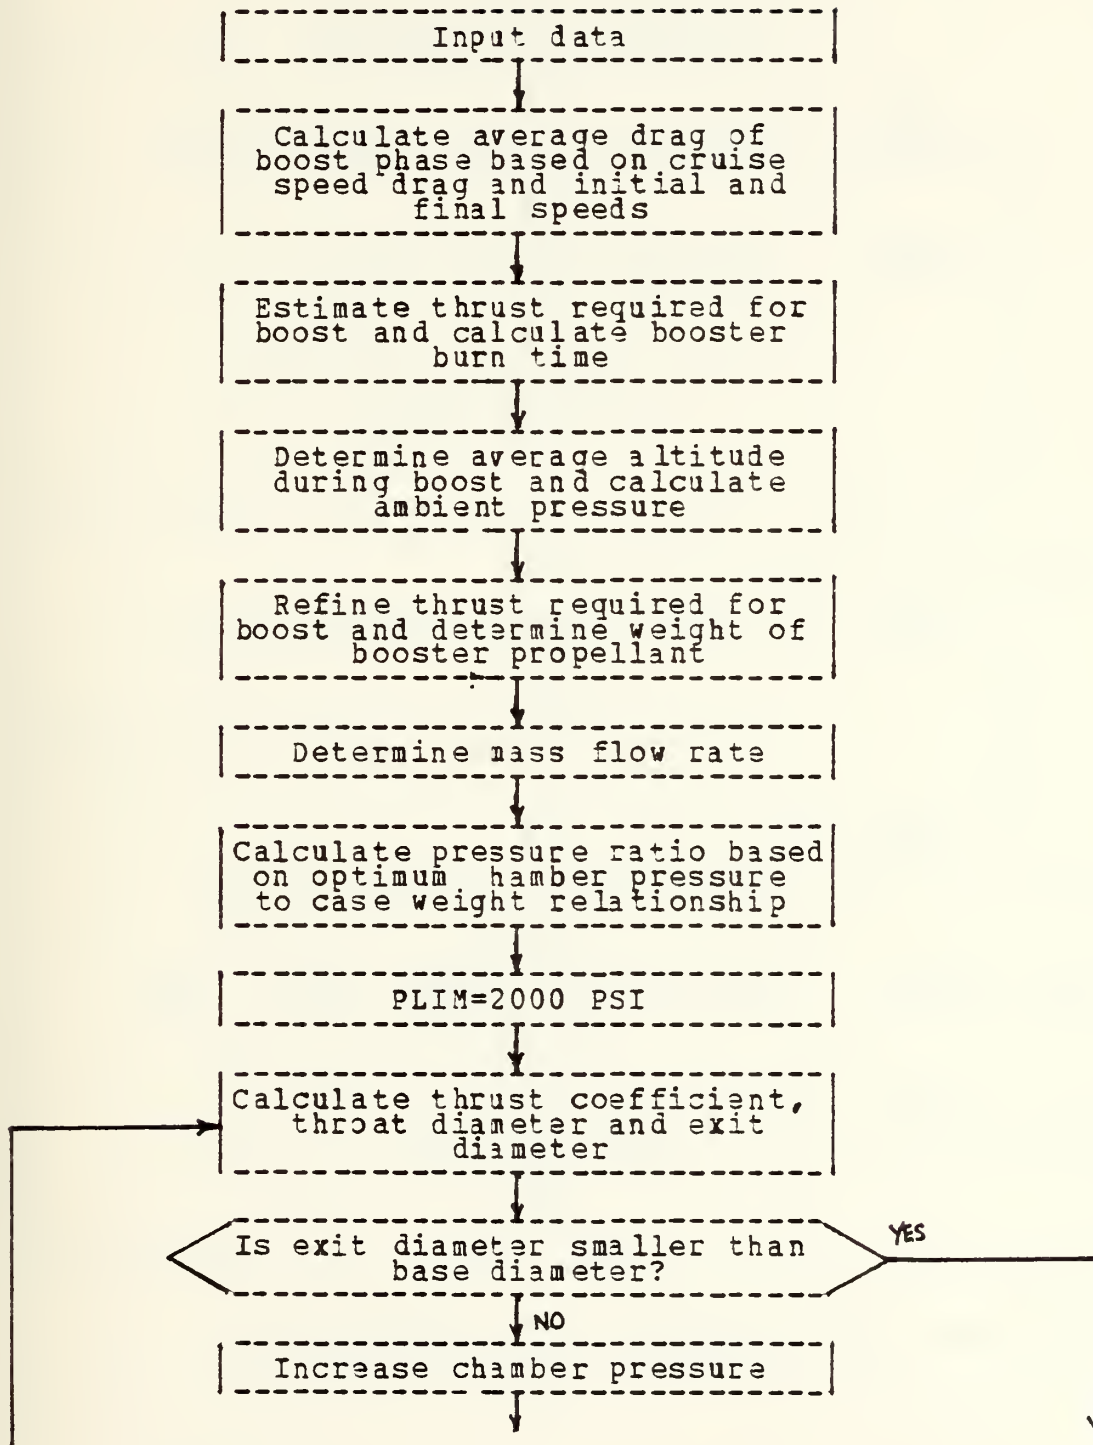 Input data
Calculate average drag of
boost phase based on cruise
speed drag and initial and
final speeds
Estimate thrust required for
boost and calculate booster
burn time
Determine average altitude
during boost and calculate
ambient pressure
Refine thrust required for
boost and determine weight of
booster propellant
Determine mass flow rate
Calculate pressure ratio based
on optimum hamber pressure
to case weight relationship
PLIM=2000 PSI
Calculate thrust coefficient,
throat diameter and exit
diameter
Is exit diameter smaller than
base diameter?
YES
NO
Increase chamber pressure